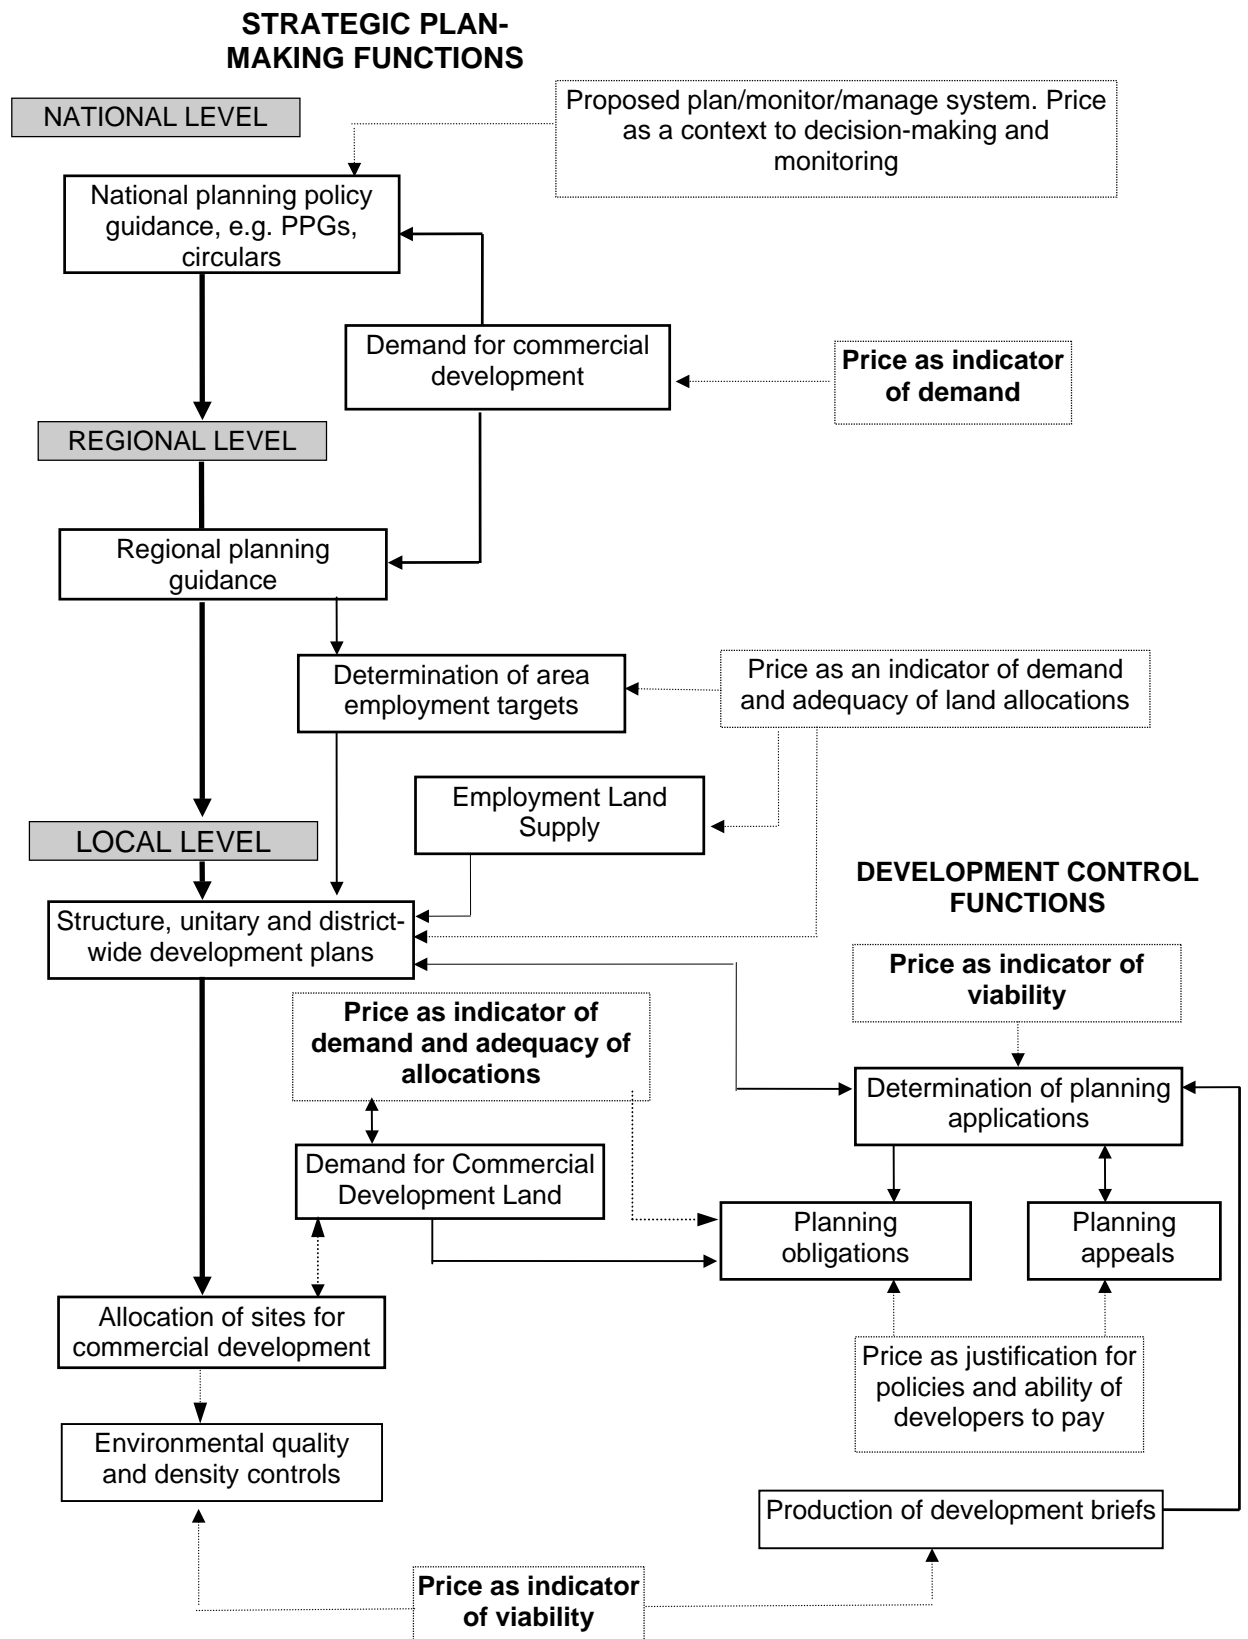 STRATEGIC PLAN-
MAKING FUNCTIONS
NATIONAL LEVEL
Proposed plan/monitor/manage system. Price
as a context to decision-making and
monitoring
National planning policy
guidance, e.g. PPGs,
circulars
Demand for commercial
development
Price as indicator
of demand
REGIONAL LEVEL
Regional planning
guidance
Determination of area
employment targets
Price as an indicator of demand
and adequacy of land allocations
Employment Land
Supply
LOCAL LEVEL
DEVELOPMENT CONTROL
FUNCTIONS
Structure, unitary and district-
wide development plans
Price as indicator of
viability
Price as indicator of
demand and adequacy of
allocations
Determination of planning
applications
Demand for Commercial
Development Land
Planning
obligations
Planning
appeals
Allocation of sites for
commercial development
Price as justification for
policies and ability of
developers to pay
Environmental quality
and density controls
Production of development briefs
Price as indicator
of viability